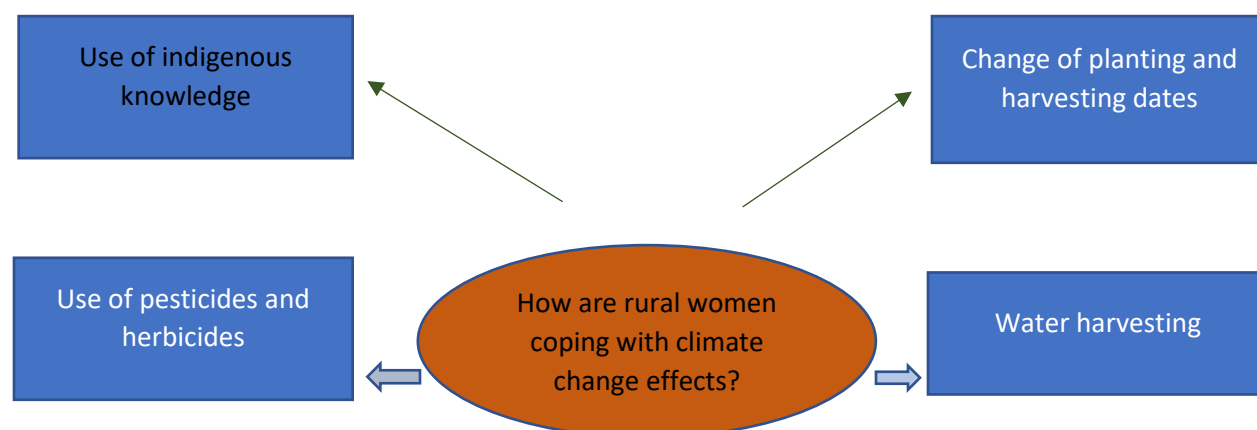 Use of indigenous
knowledge
Change of planting and
harvesting dates
Use of pesticides and
herbicides
How are rural women
coping with climate
change effects?
Water harvesting